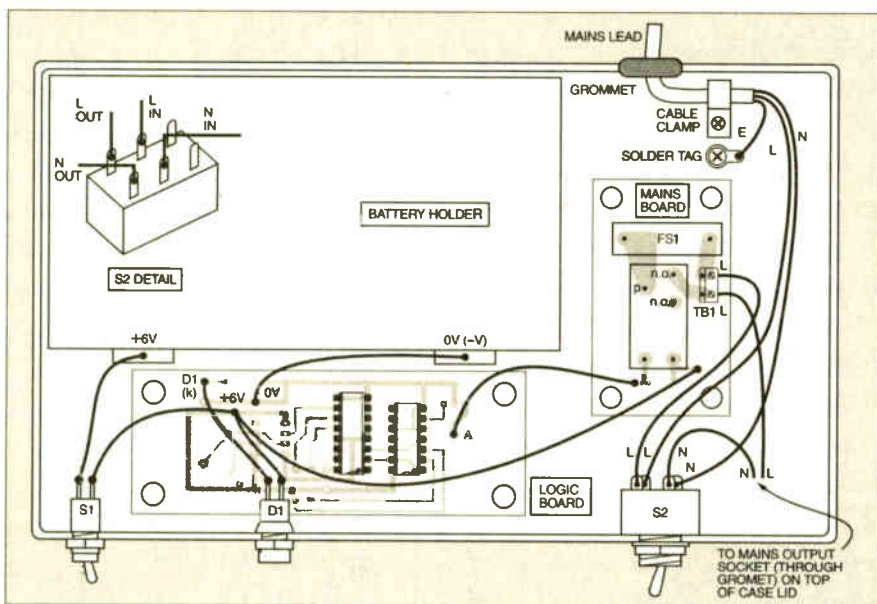 MAINS LEAD
GROMMET
CABLE
CLAMP
E
L
N
SOLDER TAG
L
OUT
L
IN
N
IN
N
OUT
S2 DETAIL
BATTERY HOLDER
MAINS
BOARD
FS1
n.o.
p
n.o.
L
TB1
L
+6V
0V (–V)
D1
(k)
0V
+6V
a
A
A
S1
D1
a
LOGIC
BOARD
L
L
N
N
S2
N
L
TO MAINS OUTPUT
SOCKET (THROUGH
GROMET) ON TOP
OF CASE LID